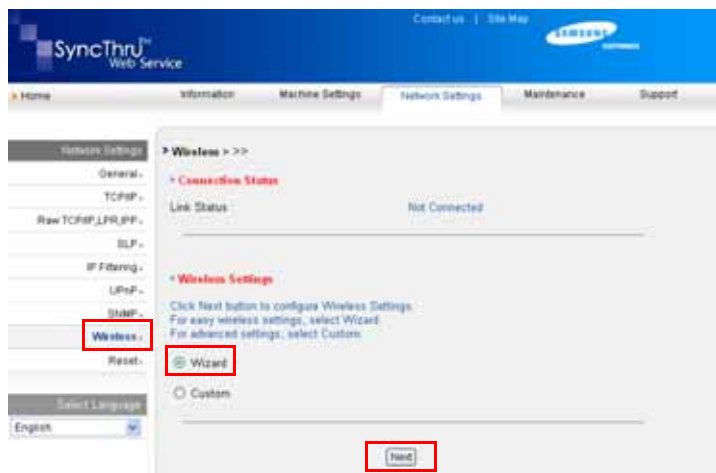 Contact us | Site Map
SyncThru™
Web Service
SAMSUNG
ELECTRONICS
Home
Information
Machine Settings
Network Settings
Maintenance
Support
Network Settings
General
TCP/IP
Raw TCP/IP,LPR,IPP
SLP
IP Filtering
UPnP
SNMP
Wireless
Reset
Select Language
English
Wireless > >>
Connection Status
Link Status
Not Connected
Wireless Settings
Click Next button to configure Wireless Settings.
For easy wireless settings, select Wizard.
For advanced settings, select Custom.
Wizard
Custom
Next